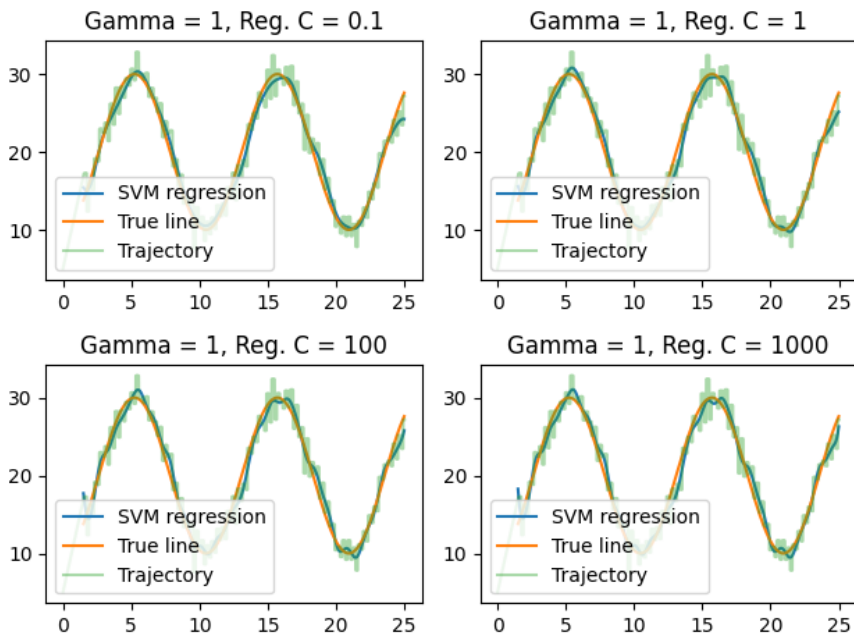 Gamma = 1, Reg. C = 0.1
30
20
10
SVM regression
True line
Trajectory
0 5 10 15 20 25
Gamma = 1, Reg. C = 1
30
20
10
SVM regression
True line
Trajectory
0 5 10 15 20 25
Gamma = 1, Reg. C = 100
30
20
10
SVM regression
True line
Trajectory
0 5 10 15 20 25
Gamma = 1, Reg. C = 1000
30
20
10
SVM regression
True line
Trajectory
0 5 10 15 20 25